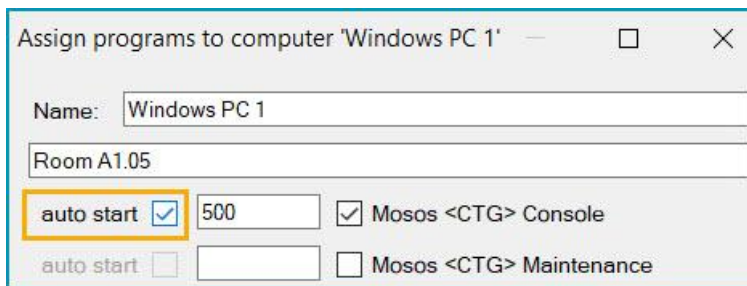 Assign programs to computer 'Windows PC 1'
Name: Windows PC 1
Room A1.05
auto start 500 Mosos <CTG> Console
auto start Mosos <CTG> Maintenance